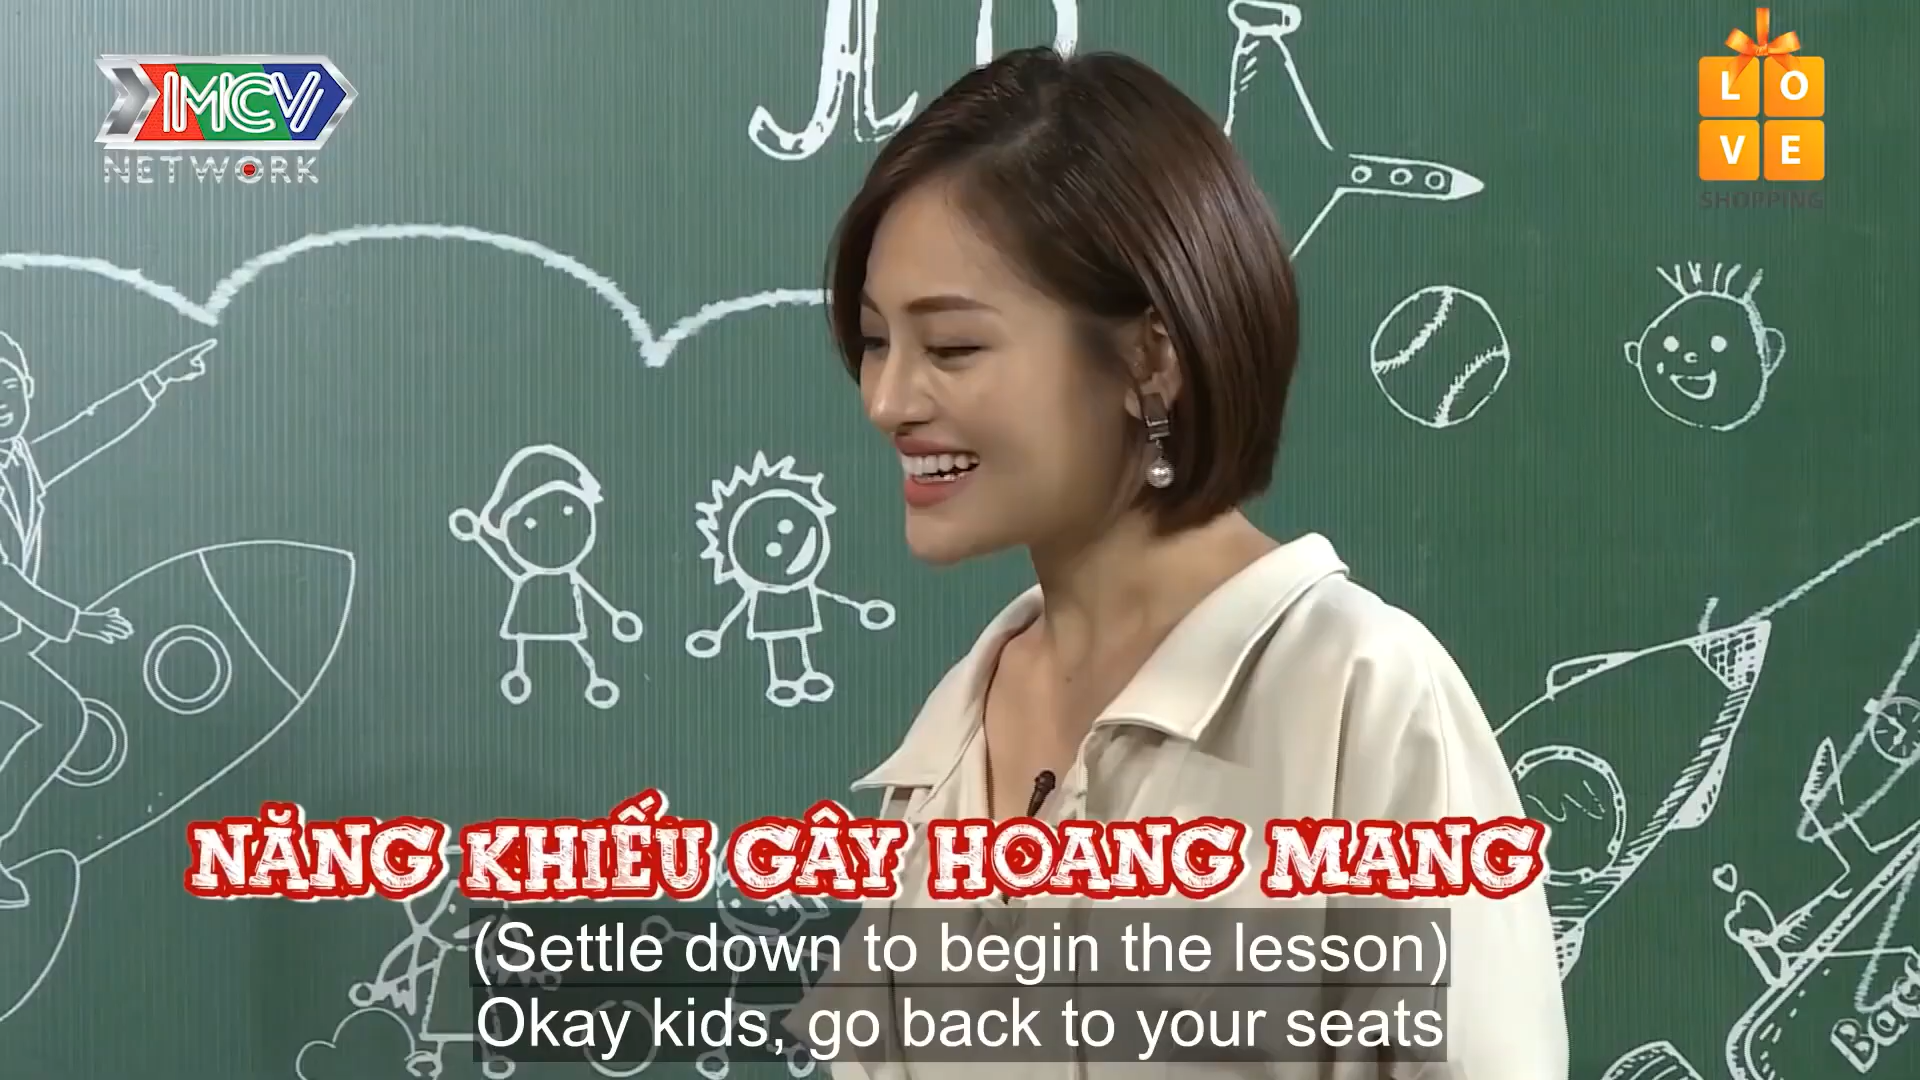 MCV
NETWORK
L O
V E
SHOPPING
NĂNG KHIẾU GÂY HOANG MANG
(Settle down to begin the lesson)
Okay kids, go back to your seats